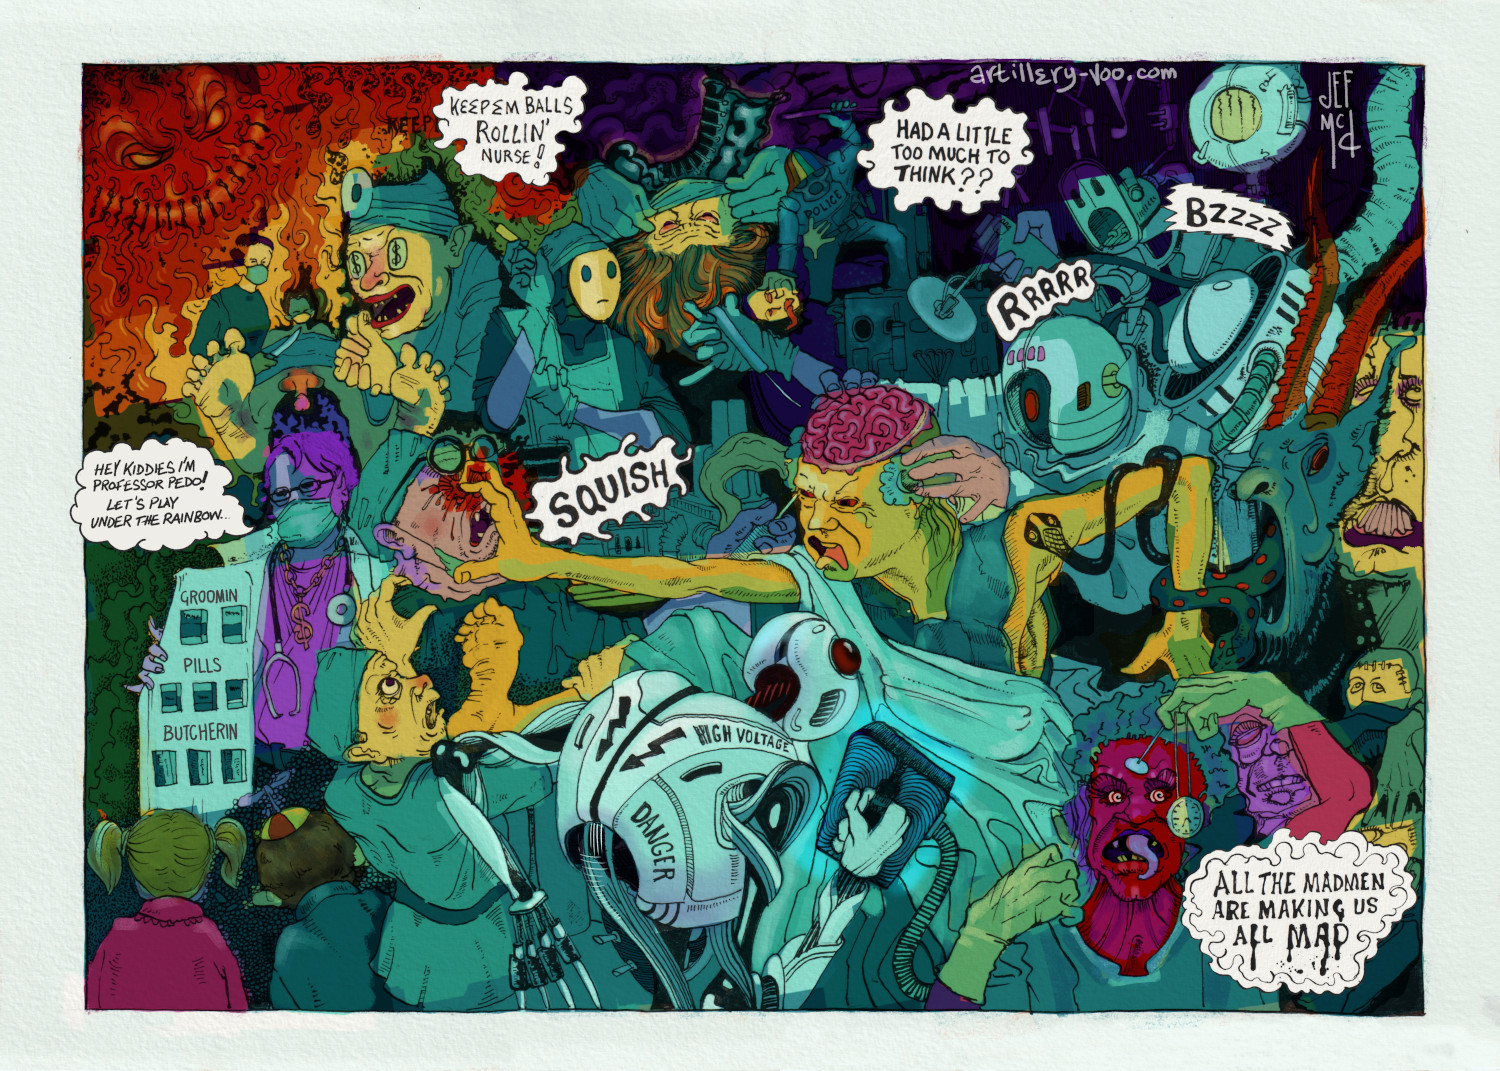 artillery-voo.com
JEF
McD
KEEP
KEEPEM BALLS
ROLLIN'
NURSE!
HAD A LITTLE
TOO MUCH TO
THINK??
POLICE
BZZZZ
RRRRR
SQUISH
HEY KIDDIES I'M
PROFESSOR PEDO!
LET'S PLAY
UNDER THE RAINBOW...
GROOMIN
PILLS
BUTCHERIN
HIGH VOLTAGE
DANGER
ALL THE MADMEN
ARE MAKING US
ALL MAD